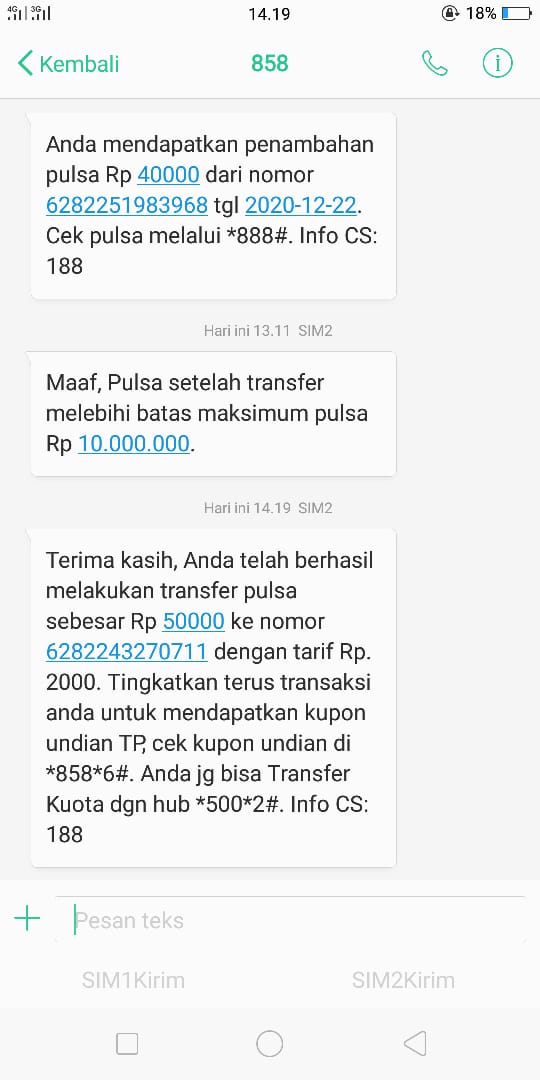 4G 3G 14.19 18%
Kembali 858
Anda mendapatkan penambahan
pulsa Rp 40000 dari nomor
6282251983968 tgl 2020-12-22.
Cek pulsa melalui *888#. Info CS:
188
Hari ini 13.11 SIM2
Maaf, Pulsa setelah transfer
melebihi batas maksimum pulsa
Rp 10.000.000.
Hari ini 14.19 SIM2
Terima kasih, Anda telah berhasil
melakukan transfer pulsa
sebesar Rp 50000 ke nomor
6282243270711 dengan tarif Rp.
2000. Tingkatkan terus transaksi
anda untuk mendapatkan kupon
undian TP, cek kupon undian di
*858*6#. Anda jg bisa Transfer
Kuota dgn hub *500*2#. Info CS:
188
Pesan teks
SIM1Kirim SIM2Kirim